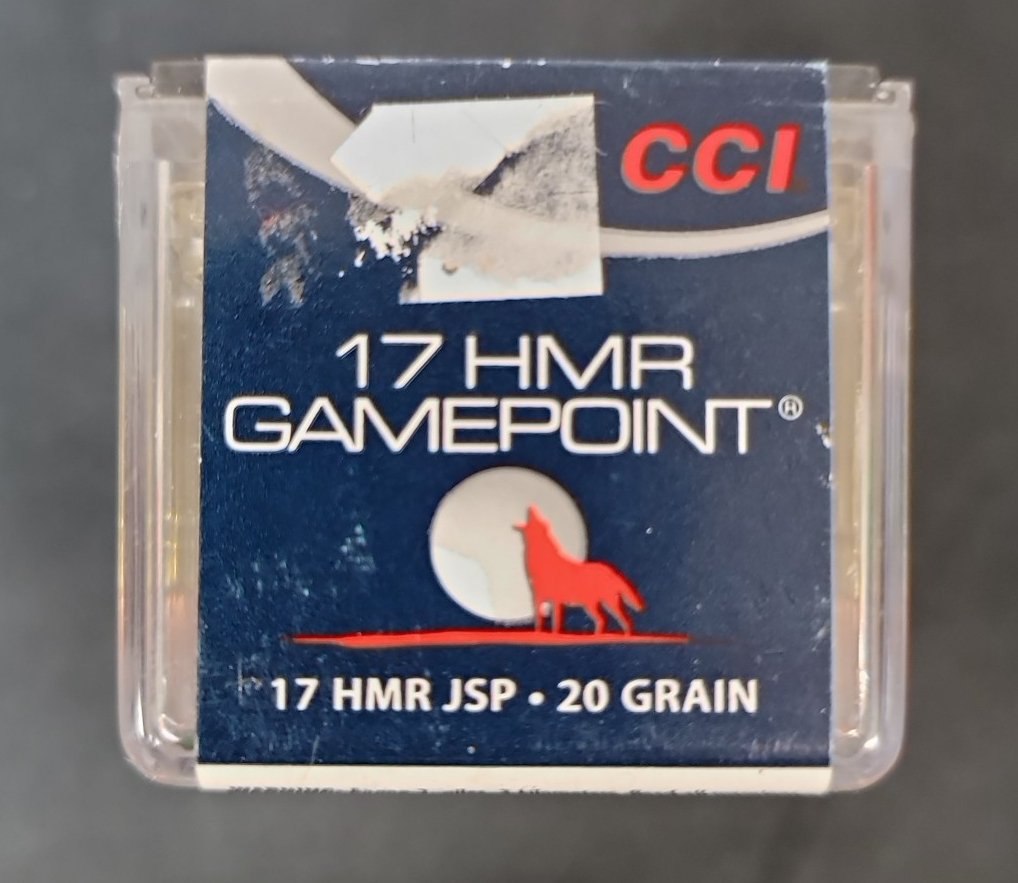 CCI
17 HMR
GAMEPOINT®
17 HMR JSP • 20 GRAIN